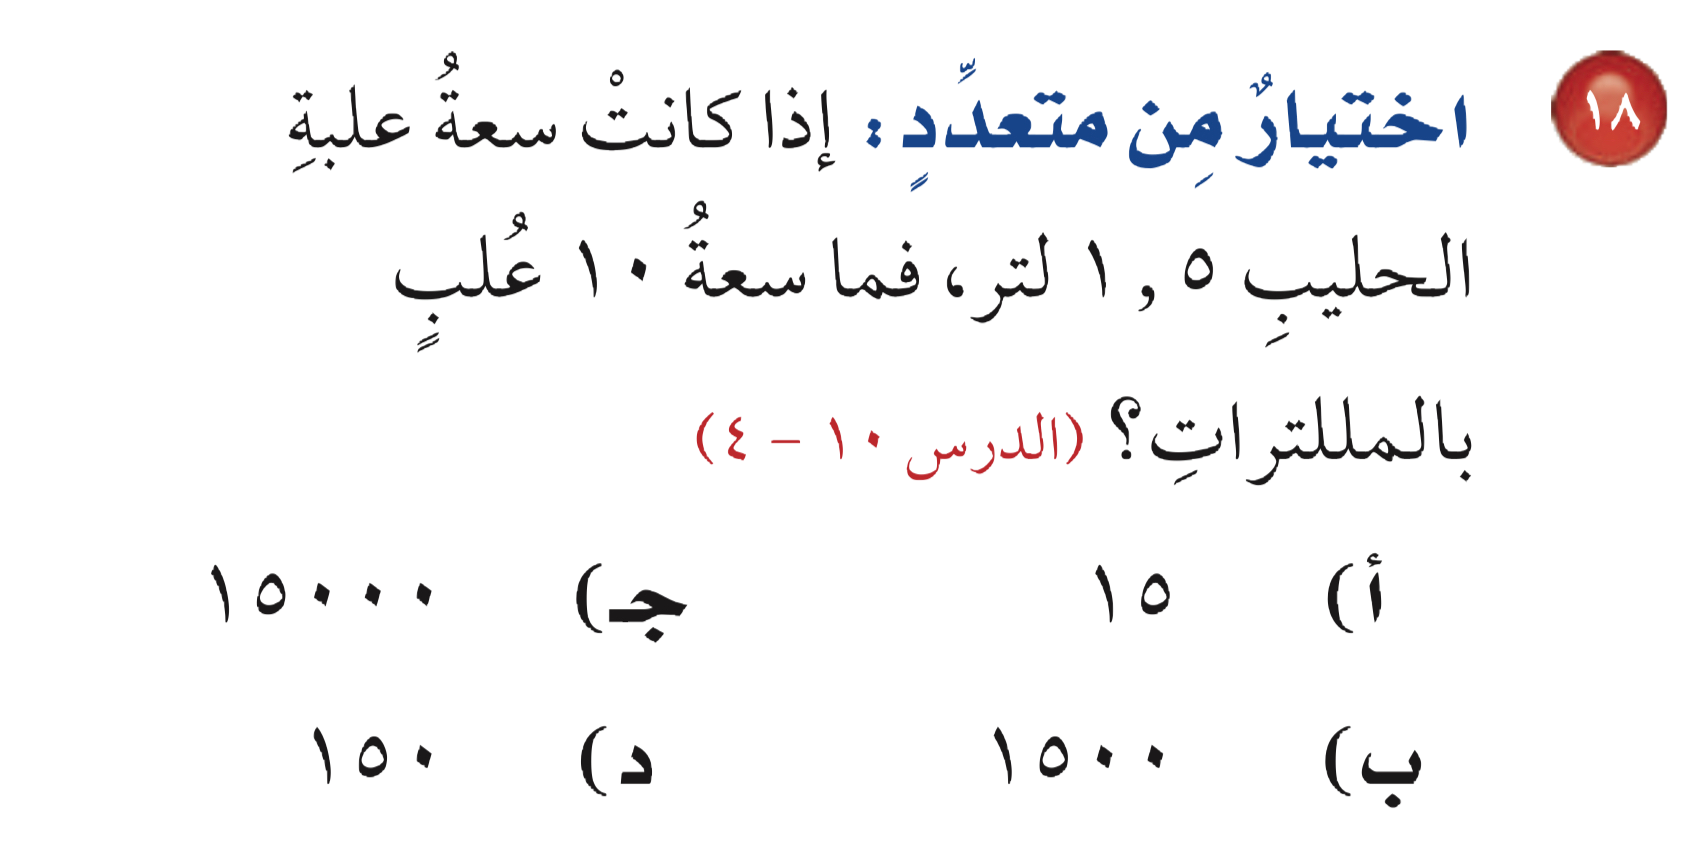 ١٨ اختيارٌ مِن متعدِّدٍ: إذا كانتْ سعةُ علبةِ
الحليبِ ١,٥ لتر، فما سعةُ ١٠ عُلبٍ
بالمللتراتِ؟ (الدرس ١٠ – ٤)
أ) ١٥ جـ) ١٥٠٠٠
ب) ١٥٠٠ د) ١٥٠